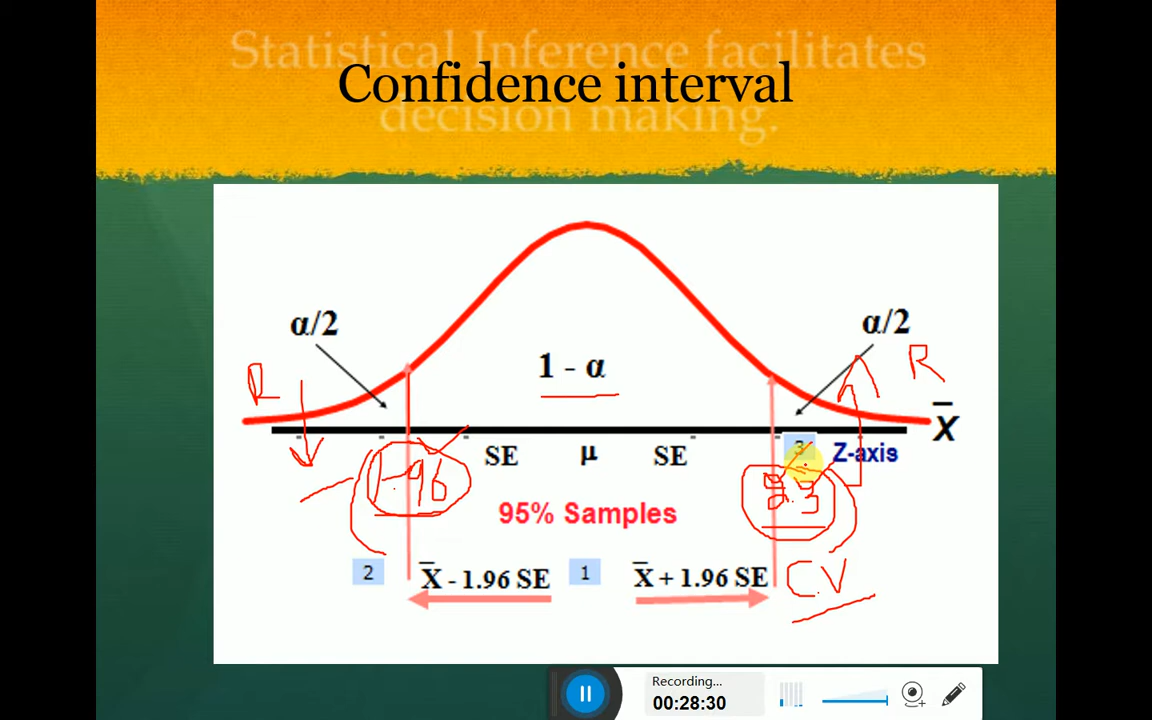 Statistical Inference facilitates
Confidence interval
decision making.
α/2
α/2
R
1 - α
R
X̄
3
Z-axis
SE
μ
SE
1.96
95% Samples
2
X̄ - 1.96 SE
1
X̄ + 1.96 SE
C.V
Recording...
00:28:30